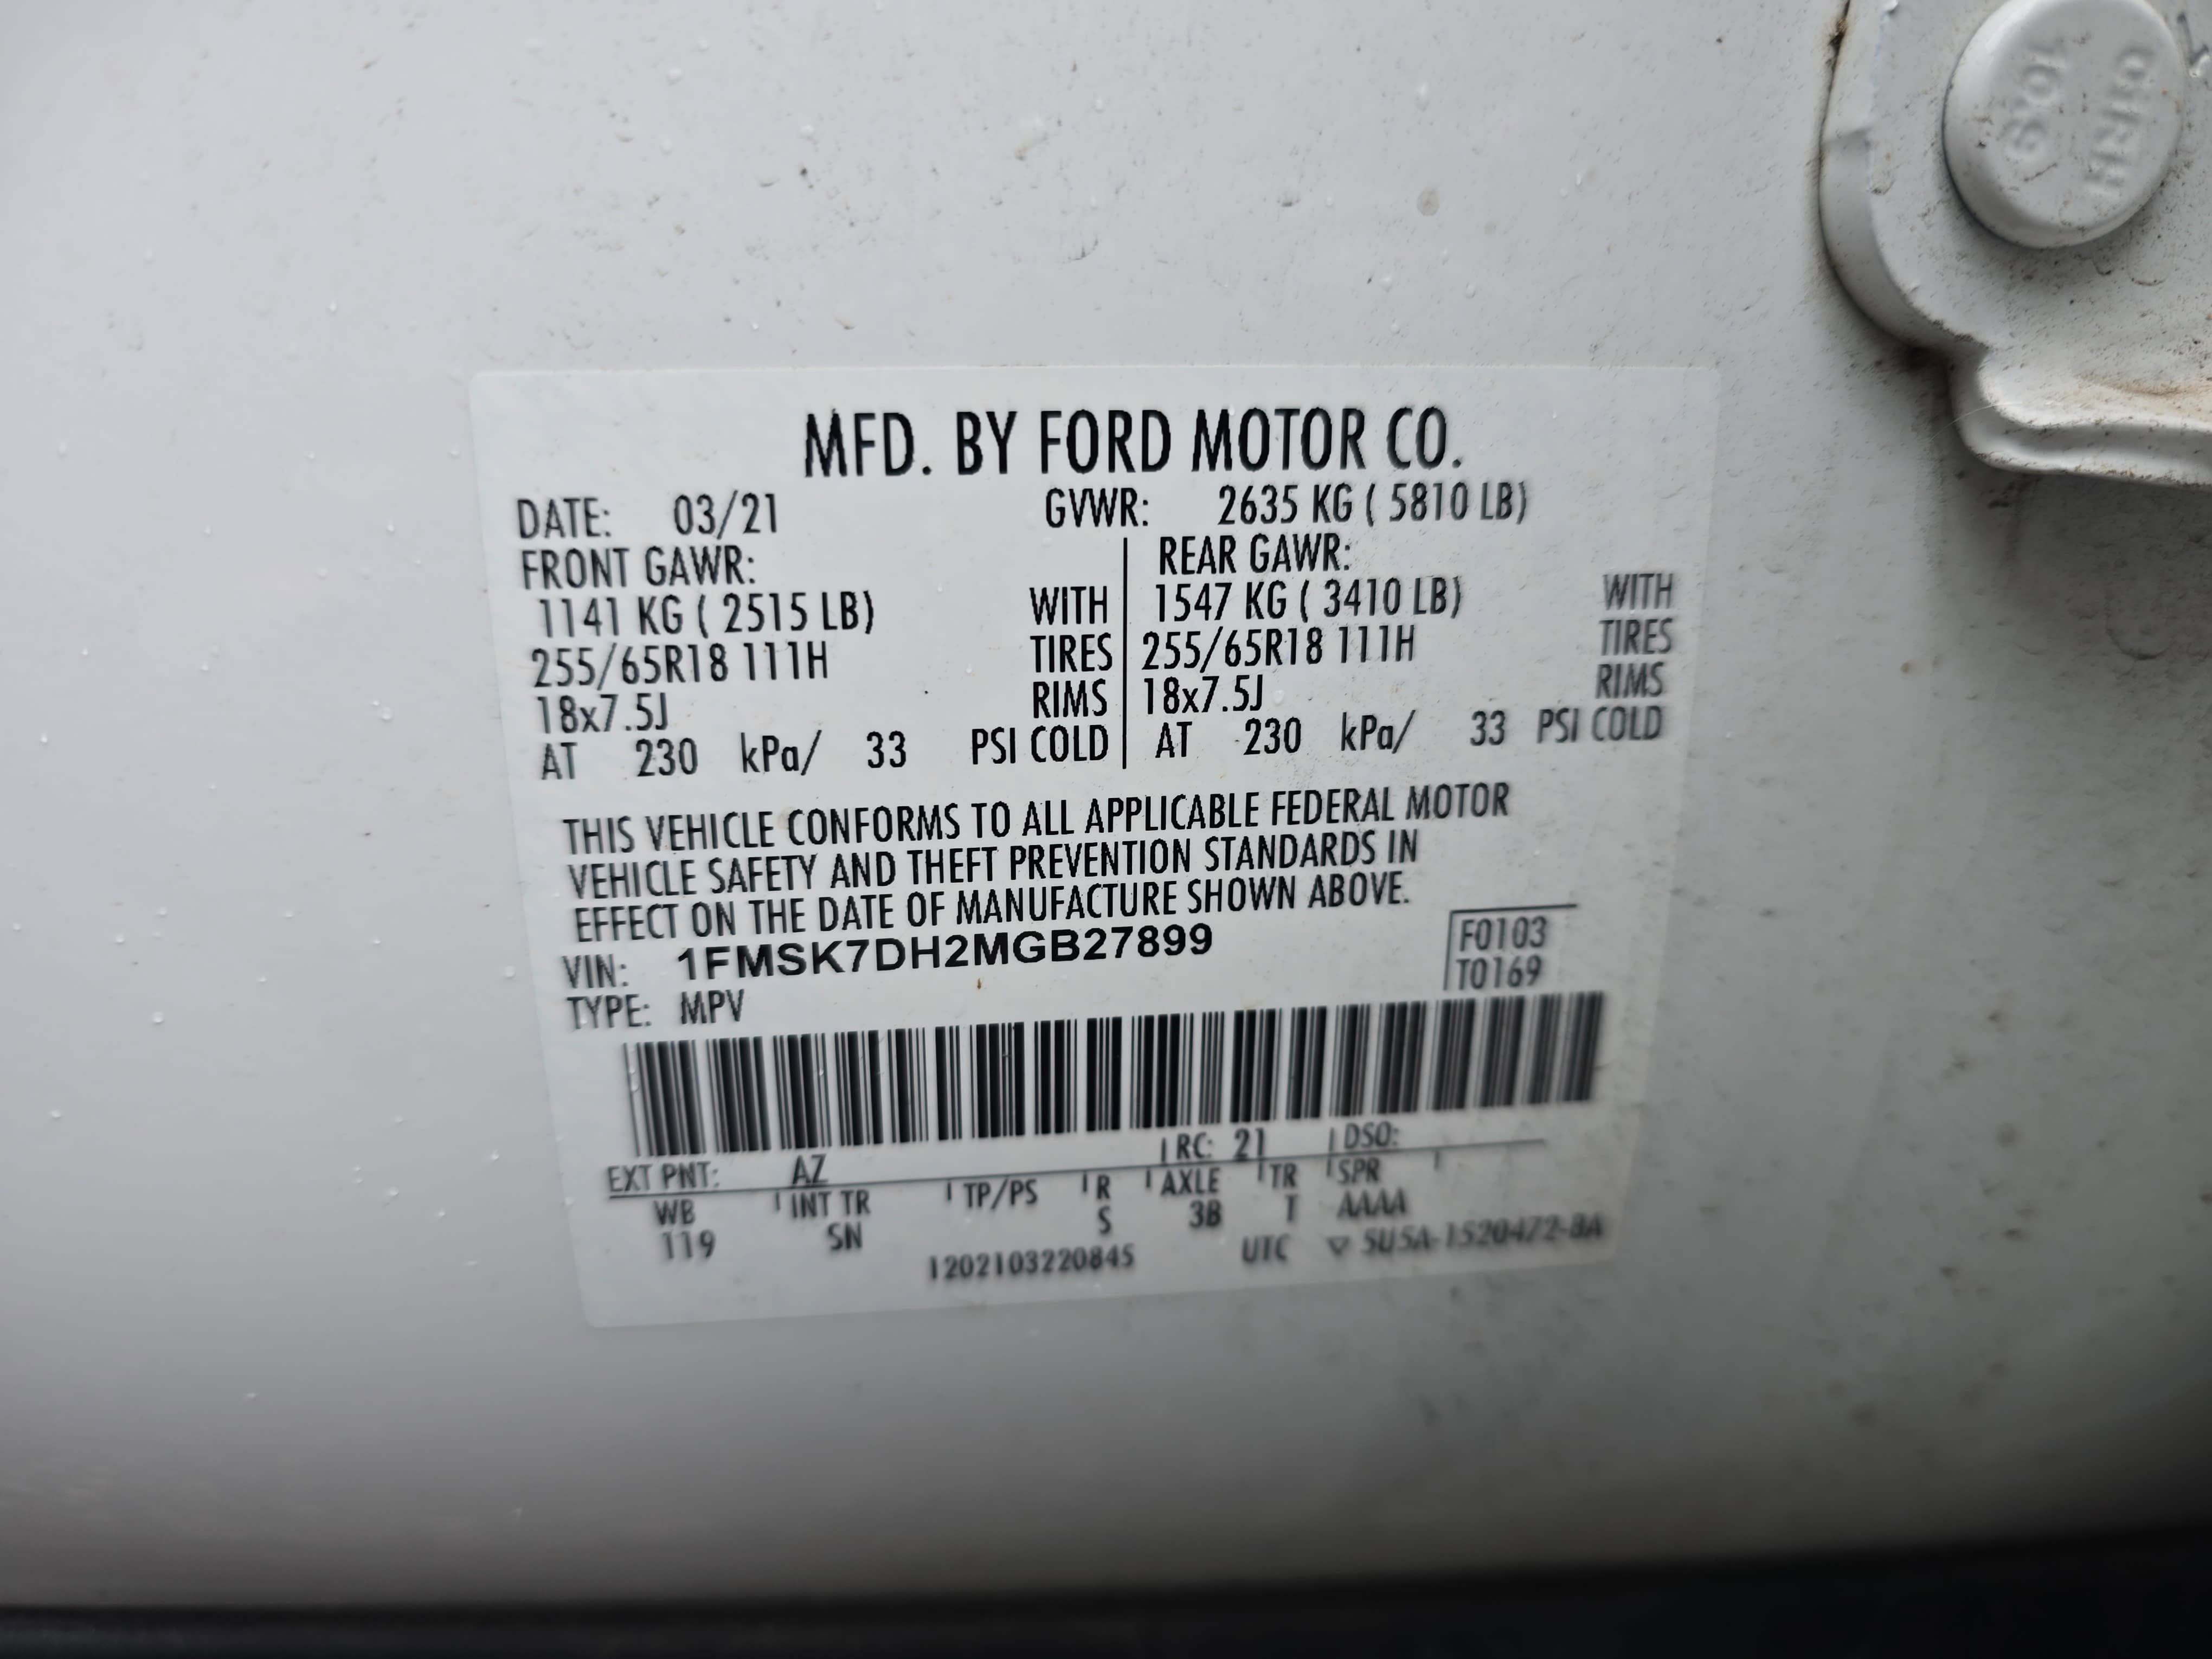 MFD. BY FORD MOTOR CO.
DATE: 03/21 GVWR: 2635 KG ( 5810 LB)
FRONT GAWR: REAR GAWR:
1141 KG ( 2515 LB) WITH 1547 KG ( 3410 LB) WITH
255/65R18 111H TIRES 255/65R18 111H TIRES
18x7.5J RIMS 18x7.5J RIMS
AT 230 kPa/ 33 PSI COLD AT 230 kPa/ 33 PSI COLD
THIS VEHICLE CONFORMS TO ALL APPLICABLE FEDERAL MOTOR
VEHICLE SAFETY AND THEFT PREVENTION STANDARDS IN
EFFECT ON THE DATE OF MANUFACTURE SHOWN ABOVE.
VIN: 1FMSK7DH2MGB27899
TYPE: MPV
F0103
T0169
EXT PNT: AZ RC: 21 DSO:
WB INT TR TP/PS R AXLE TR SPR
119 SN S 3B T AAAA
1202103220845 UTC
10.9